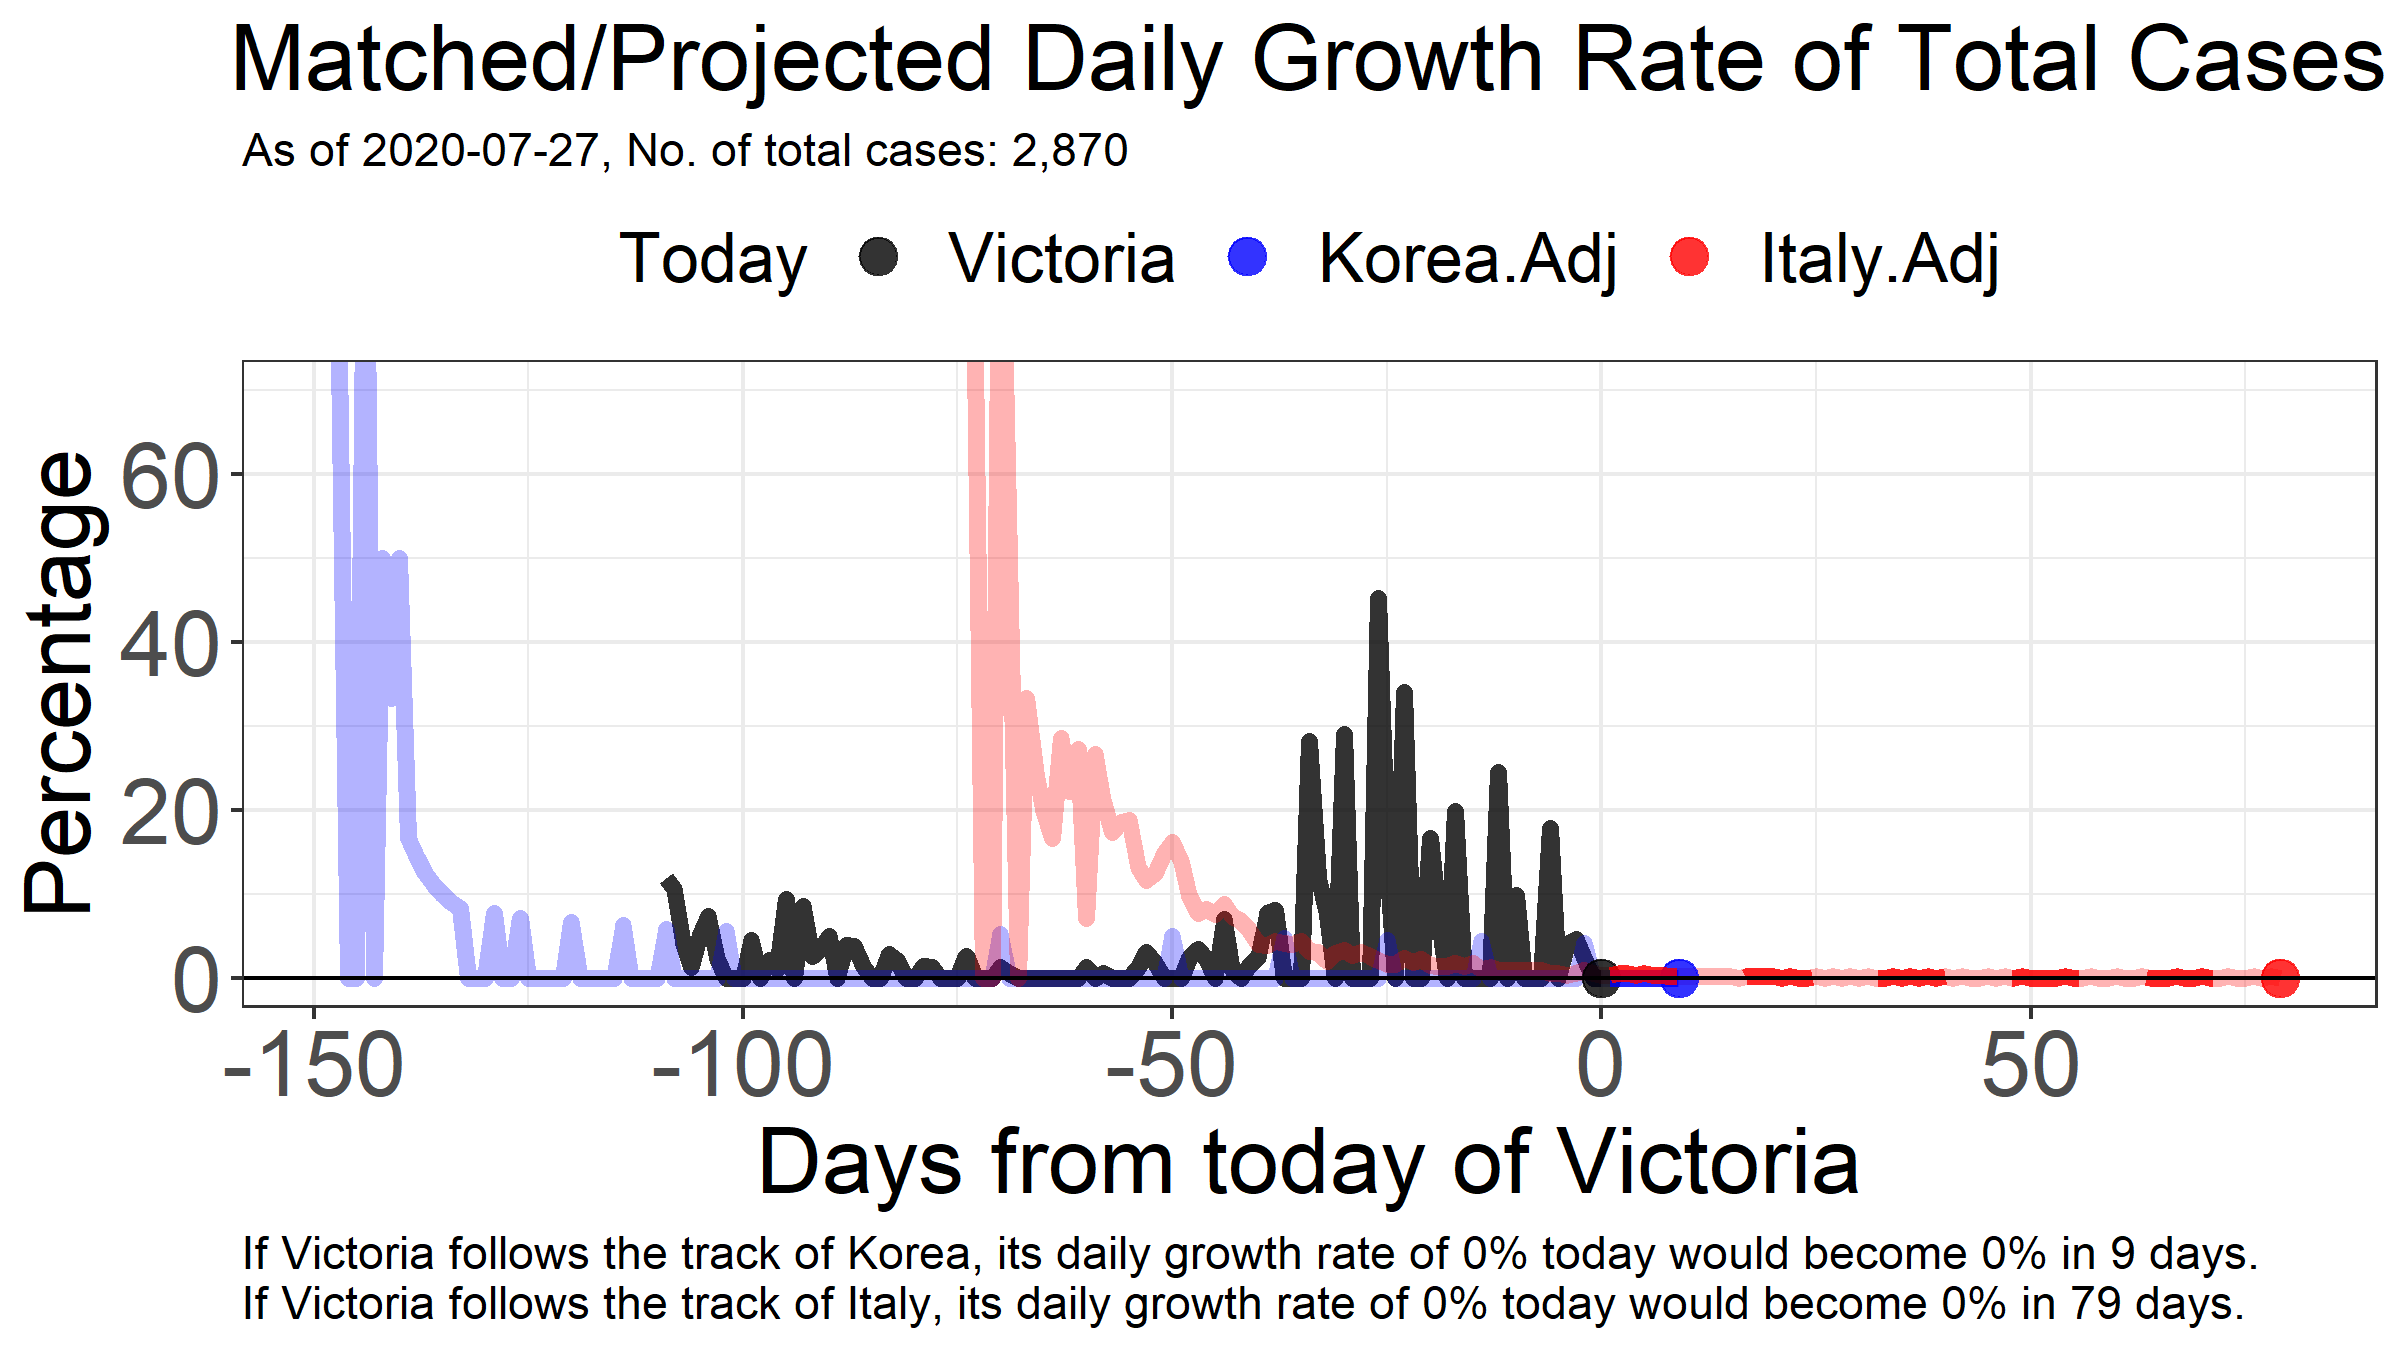 Matched/Projected Daily Growth Rate of Total Cases
As of 2020-07-27, No. of total cases: 2,870
Today Victoria Korea.Adj Italy.Adj
Percentage
60
40
20
0
-150 -100 -50 0 50
Days from today of Victoria
If Victoria follows the track of Korea, its daily growth rate of 0% today would become 0% in 9 days.
If Victoria follows the track of Italy, its daily growth rate of 0% today would become 0% in 79 days.